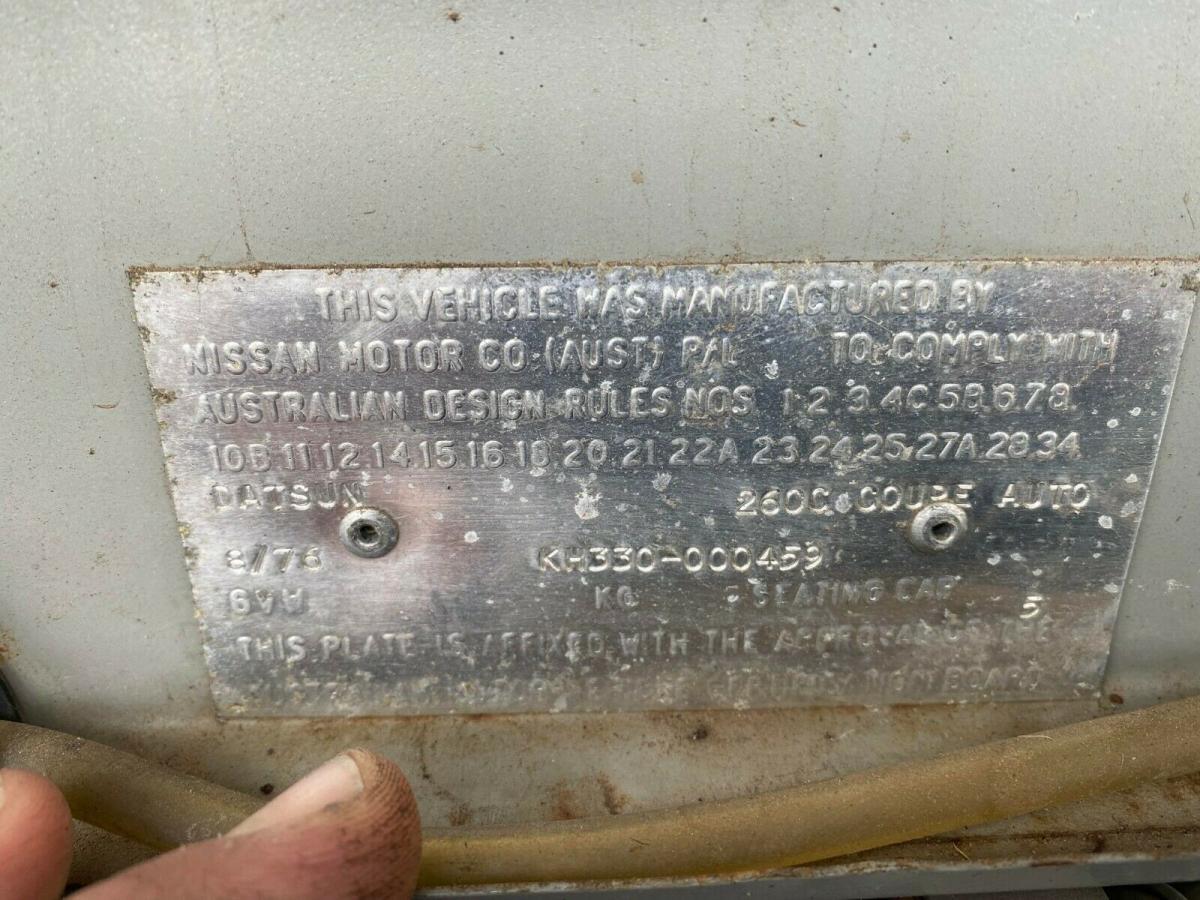 THIS VEHICLE WAS MANUFACTURED BY
NISSAN MOTOR CO (AUST) P/L TO COMPLY WITH
AUSTRALIAN DESIGN RULES NOS 1.2.3.4C.5B.6.7.8.
10B.11.12.14.15.16.18.20.21.22A.23.24.25.27A.28.34
DATSUN 260C COUPE AUTO
8/76 KH330-000459
KG SEATING CAP 5
THIS PLATE IS AFFIXED WITH THE APPROVAL OF THE
BOARD